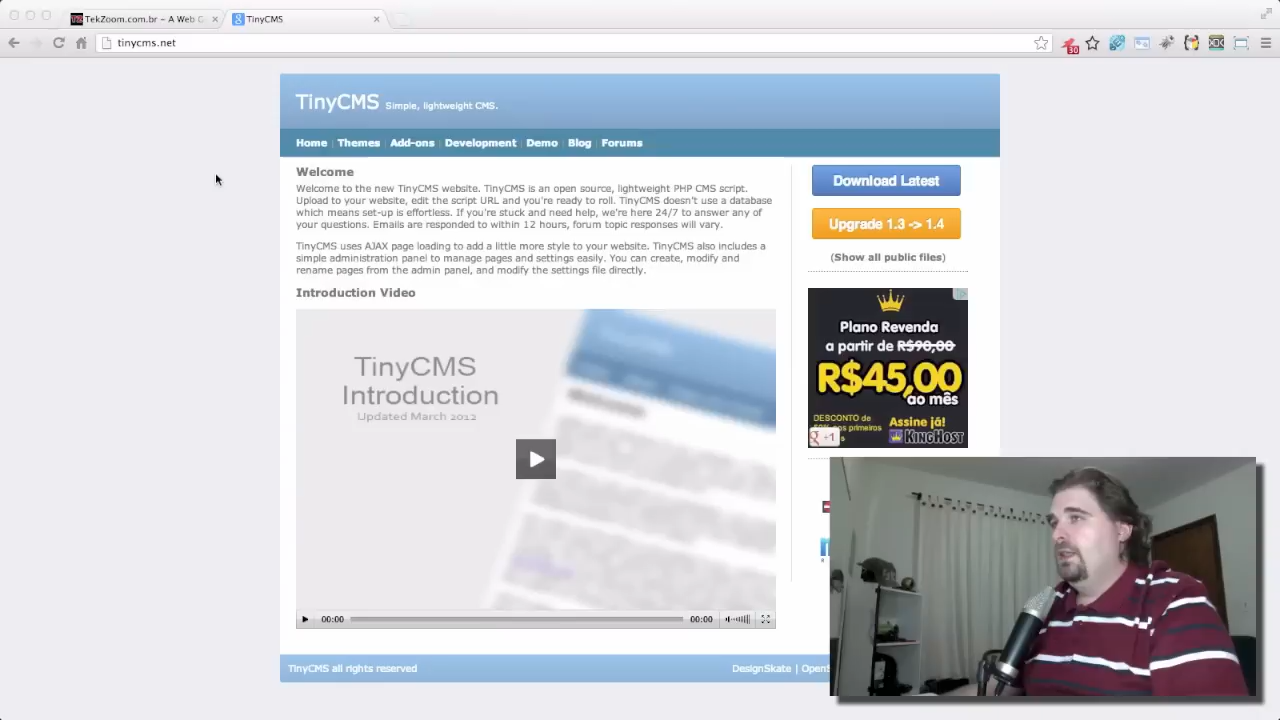 TekZoom.com.br – A Web G
TinyCMS
tinycms.net
30
TinyCMS Simple, lightweight CMS.
Home Themes Add-ons Development Demo Blog Forums
Welcome
Welcome to the new TinyCMS website. TinyCMS is an open source, lightweight PHP CMS script.
Upload to your website, edit the script URL and you're ready to roll. TinyCMS doesn't use a database
which means set-up is effortless. If you're stuck and need help, we're here 24/7 to answer any of
your questions. Emails are responded to within 12 hours, forum topic responses will vary.
TinyCMS uses AJAX page loading to add a little more style to your website. TinyCMS also includes a
simple administration panel to manage pages and settings easily. You can create, modify and
rename pages from the admin panel, and modify the settings file directly.
Introduction Video
TinyCMS
Introduction
Updated March 2012
00:00
00:00
Download Latest
Upgrade 1.3 -> 1.4
(Show all public files)
Plano Revenda
a partir de R$90,00
R$45,00
ao mês
DESCONTO de
primeiros
Assine já!
KINGHOST
+1
TinyCMS all rights reserved
DesignSkate | OpenS